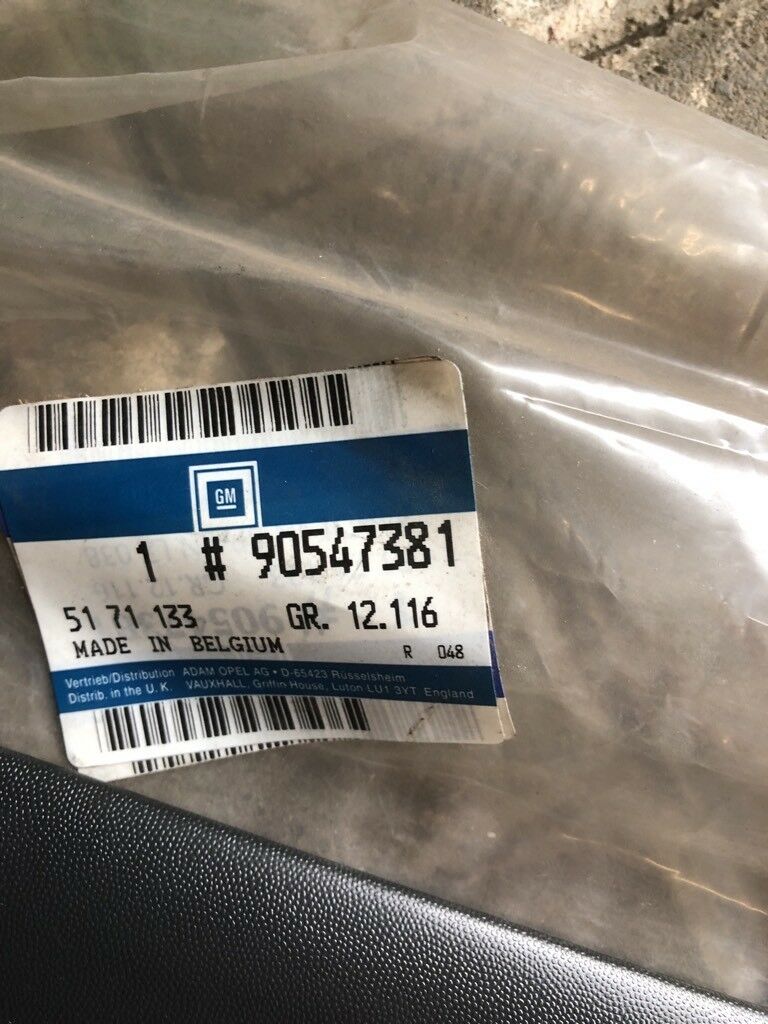 GM
1 # 90547381
51 71 133 GR. 12.116
MADE IN BELGIUM R 048
Vertrieb/Distribution ADAM OPEL AG • D-65423 Rüsselsheim
Distrib. in the U. K. VAUXHALL, Griffin House, Luton LU1 3YT England